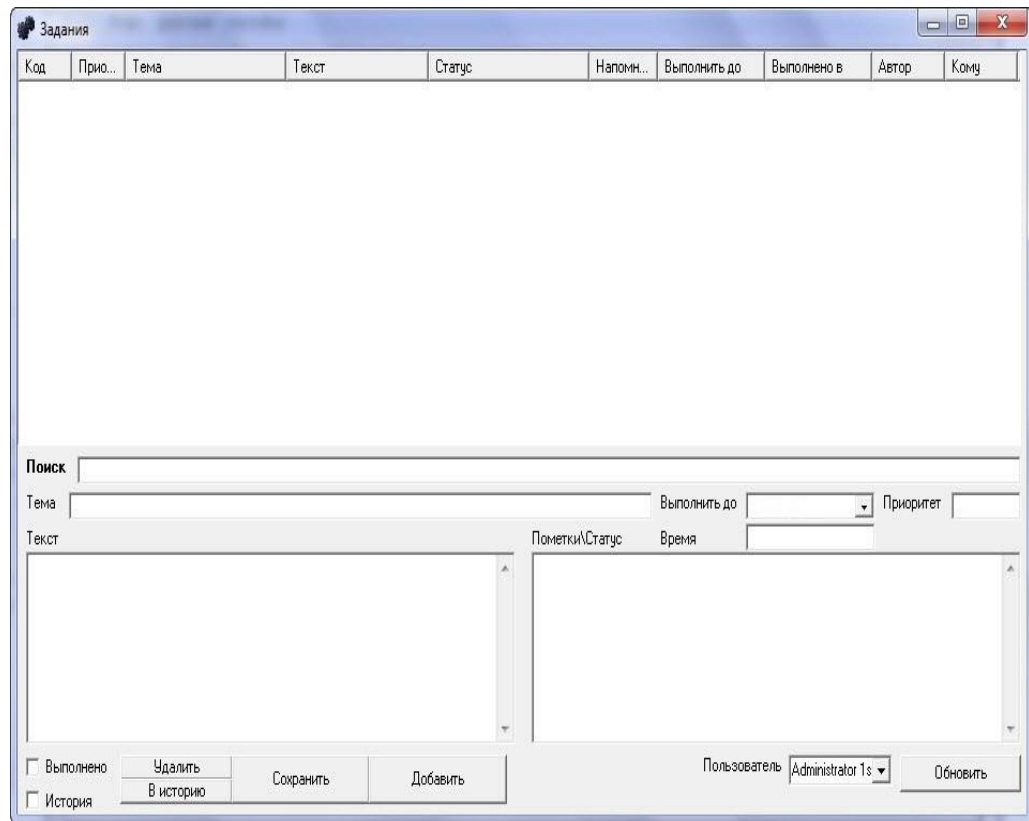 Задания
Код Прио... Тема Текст Статус Напомн... Выполнить до Выполнено в Автор Кому
Поиск
Тема Выполнить до Приоритет
Текст Пометки\Статус Время
Выполнено Удалить Сохранить Добавить Пользователь Administrator 1s Обновить
История В историю